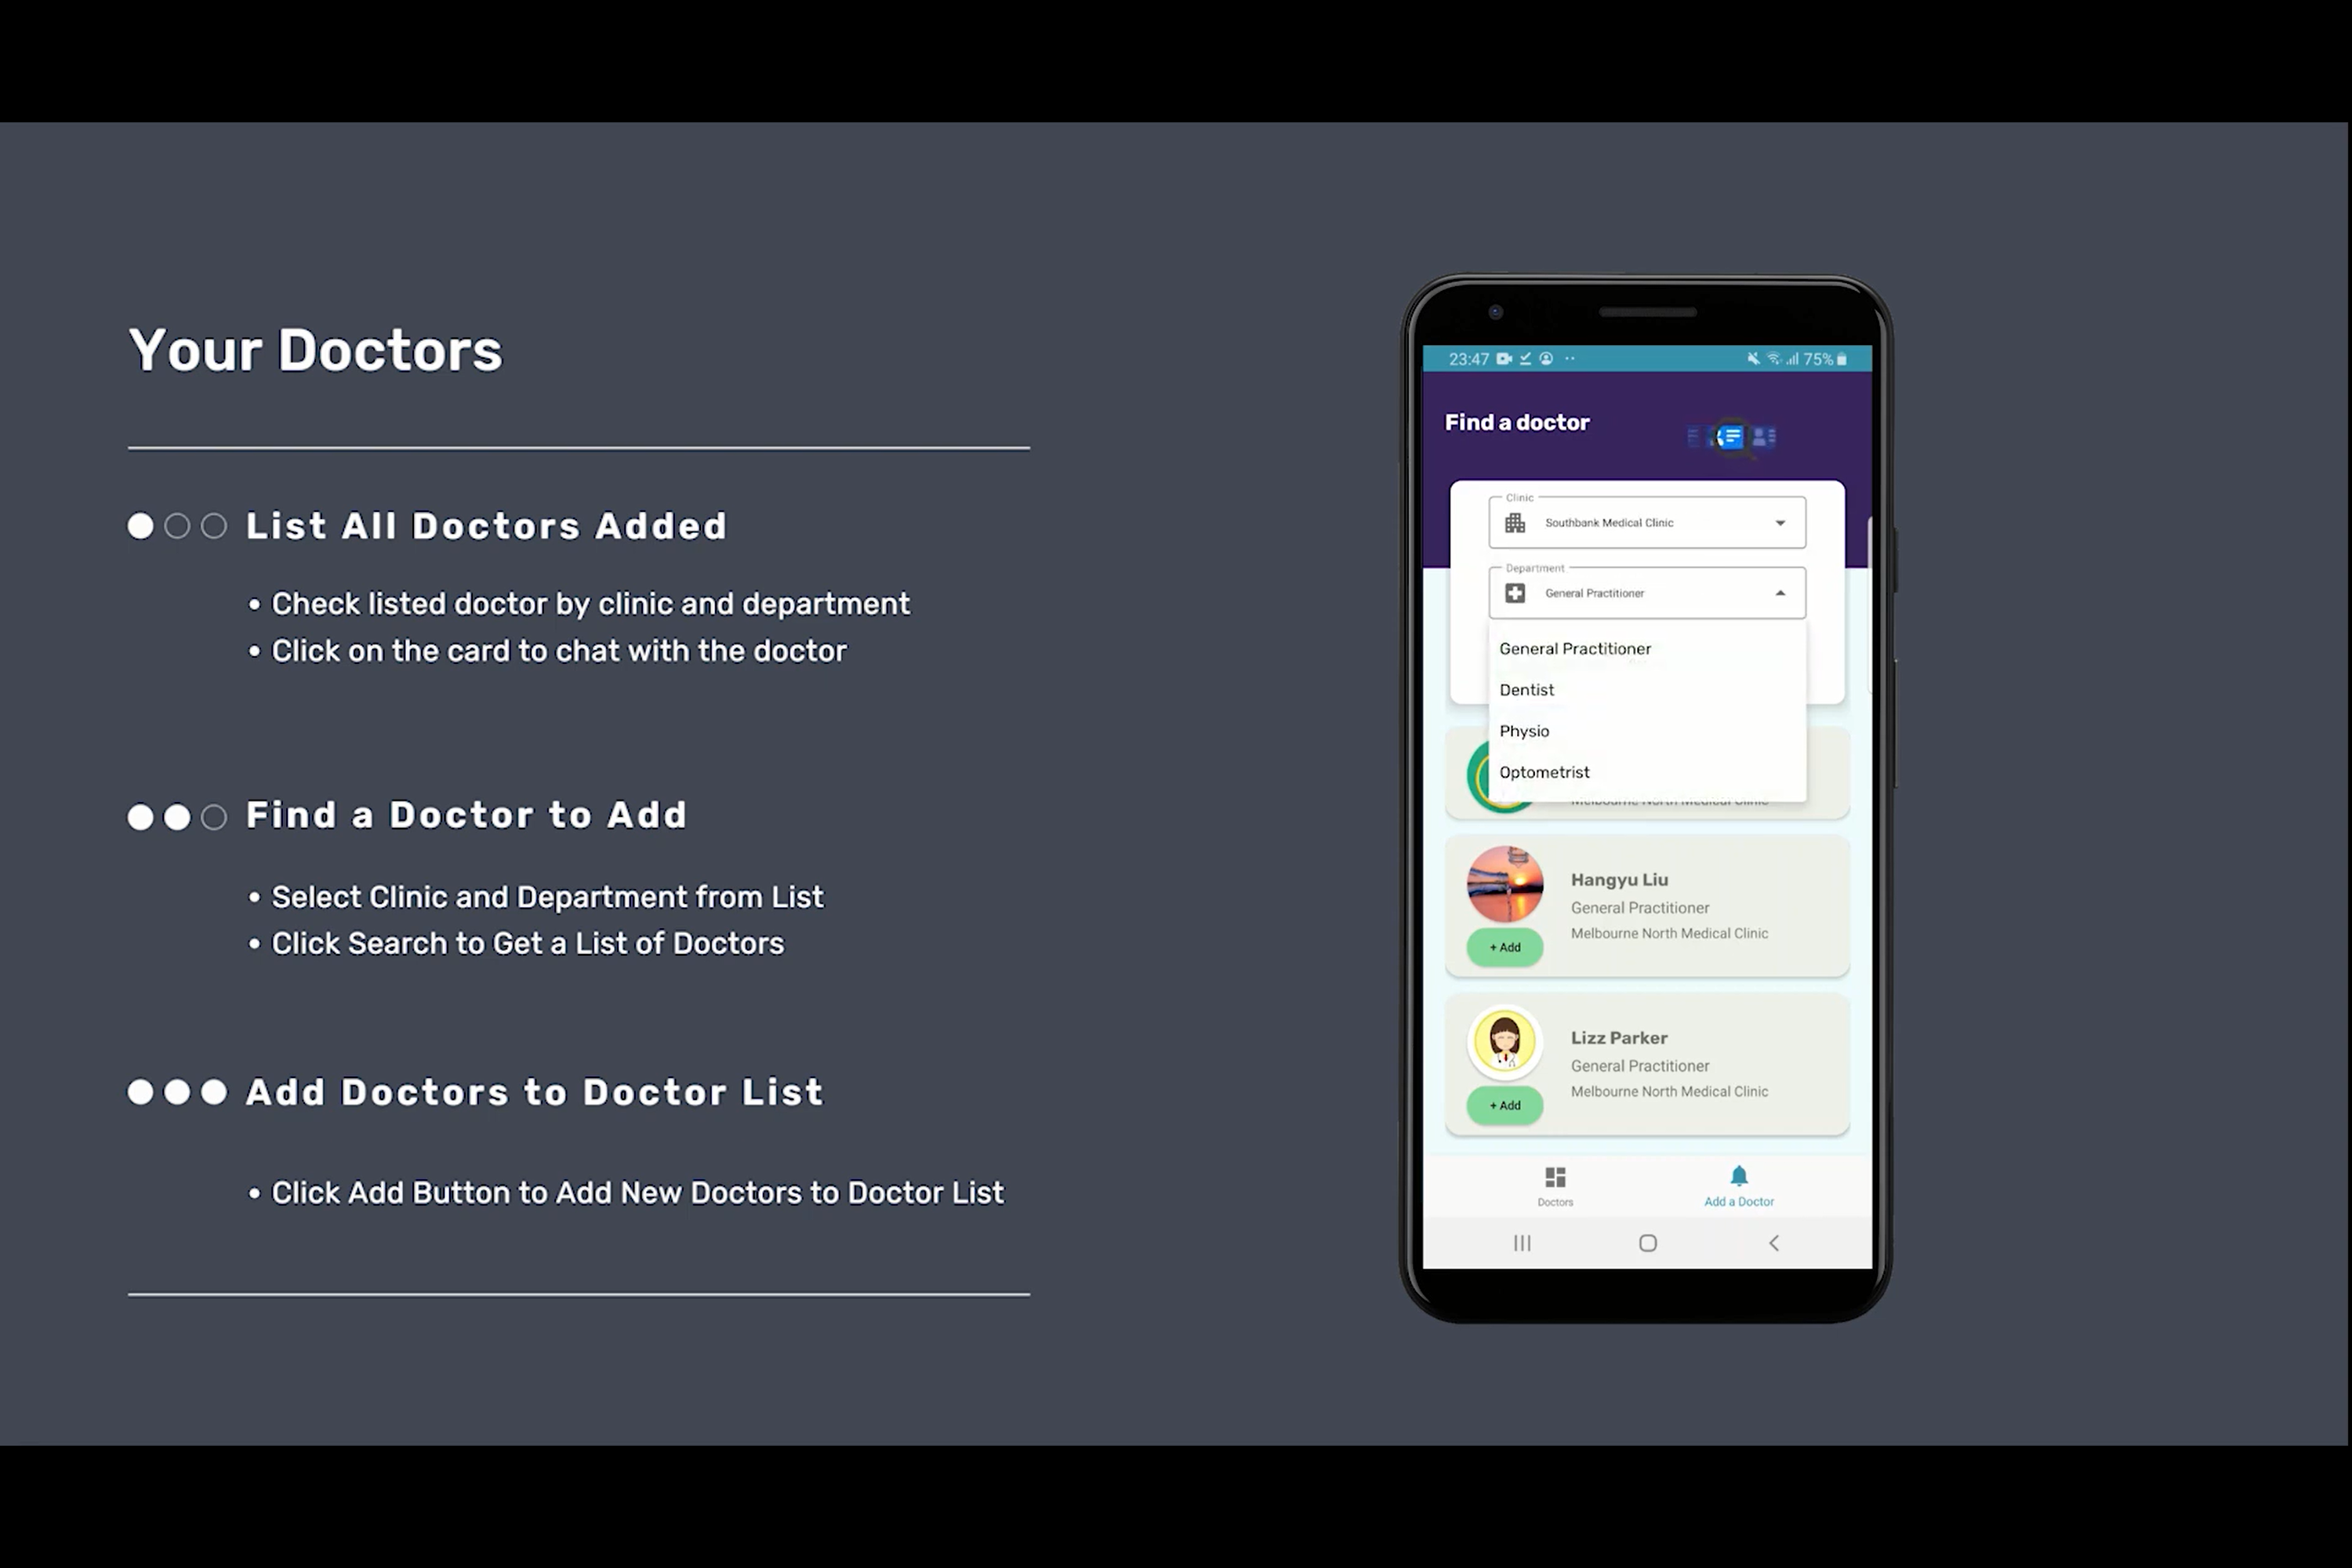 Your Doctors
List All Doctors Added
• Check listed doctor by clinic and department
• Click on the card to chat with the doctor
Find a Doctor to Add
• Select Clinic and Department from List
• Click Search to Get a List of Doctors
Add Doctors to Doctor List
• Click Add Button to Add New Doctors to Doctor List
23:47
75%
Find a doctor
Clinic
Southbank Medical Clinic
Department
General Practitioner
General Practitioner
Dentist
Physio
Optometrist
Melbourne North Medical Clinic
Hangyu Liu
General Practitioner
Melbourne North Medical Clinic
+ Add
Lizz Parker
General Practitioner
Melbourne North Medical Clinic
+ Add
Doctors
Add a Doctor